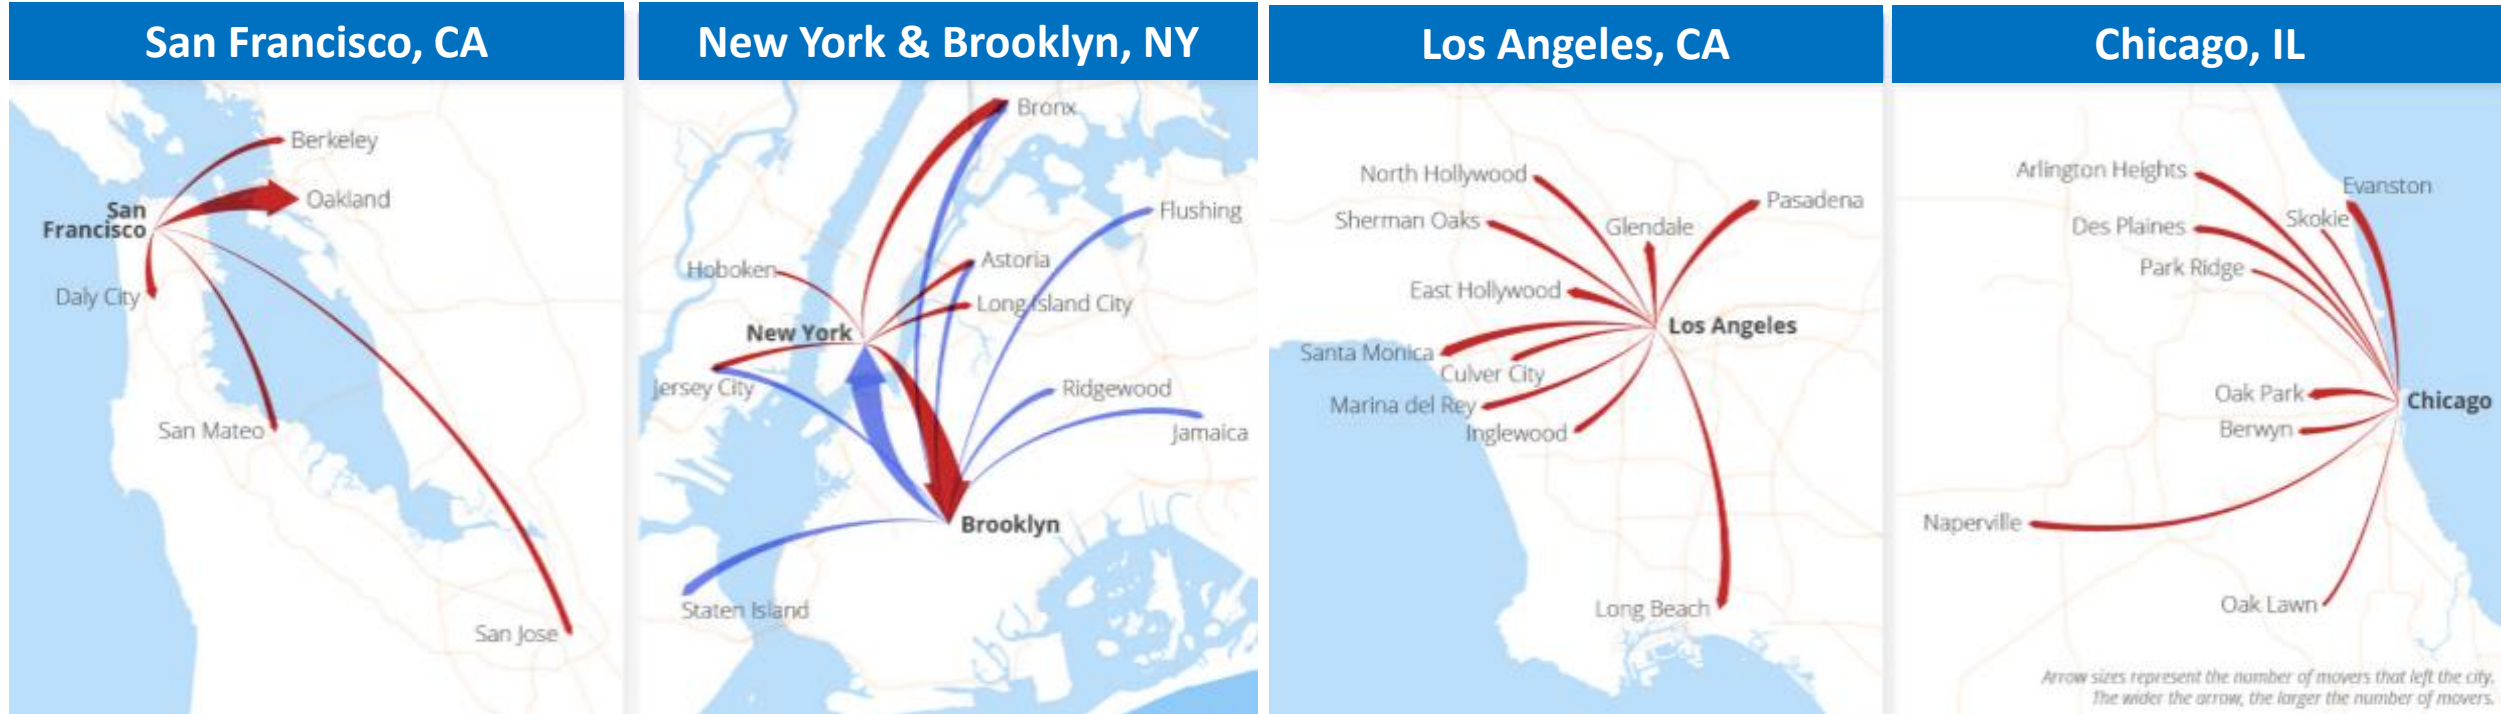 San Francisco, CA
Berkeley
Oakland
San
Francisco
Daly City
San Mateo
San Jose
New York & Brooklyn, NY
Bronx
Flushing
Astoria
Hoboken
Long Island City
New York
Jersey City
Ridgewood
Jamaica
Brooklyn
Staten Island
Los Angeles, CA
North Hollywood
Pasadena
Sherman Oaks
Glendale
East Hollywood
Los Angeles
Santa Monica
Culver City
Marina del Rey
Inglewood
Long Beach
Chicago, IL
Arlington Heights
Evanston
Skokie
Des Plaines
Park Ridge
Oak Park
Chicago
Berwyn
Naperville
Oak Lawn
Arrow sizes represent the number of movers that left the city.
The wider the arrow, the larger the number of movers.